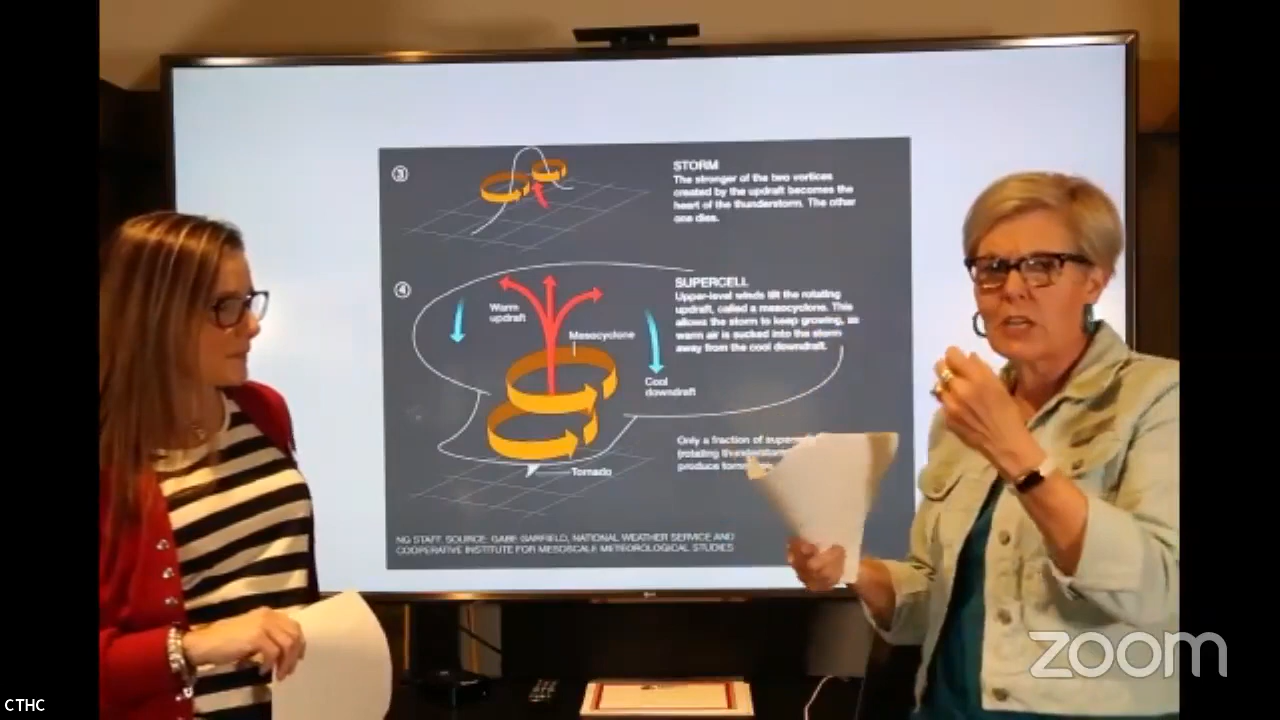 ③
STORM
The stronger of the two vortices
created by the updraft becomes the
heart of the thunderstorm. The other
one dies.
④
SUPERCELL
Upper-level winds tilt the rotating
updraft, called a mesocyclone. This
allows the storm to keep growing, as
warm air is sucked into the storm
away from the cool downdraft.
Warm
updraft
Mesocyclone
Cool
downdraft
Only a fraction of
produce
Tornado
NG STAFF. SOURCE: GABE GARFIELD, NATIONAL WEATHER SERVICE AND
COOPERATIVE INSTITUTE FOR MESOSCALE METEOROLOGICAL STUDIES
zoom
CTHC